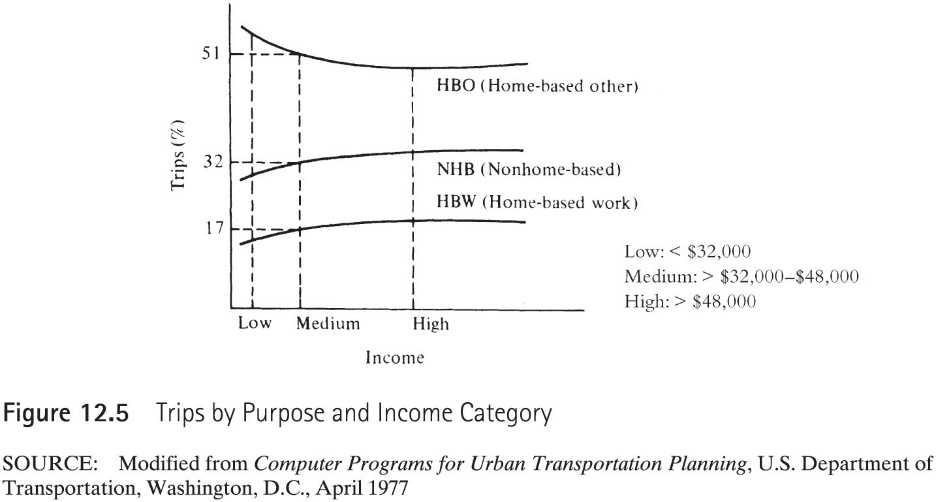 51
HBO (Home-based other)
Trips (%)
32
NHB (Nonhome-based)
HBW (Home-based work)
17
Low: < $32,000
Medium: > $32,000–$48,000
High: > $48,000
Low Medium High
Income
Figure 12.5 Trips by Purpose and Income Category
SOURCE: Modified from Computer Programs for Urban Transportation Planning, U.S. Department of
Transportation, Washington, D.C., April 1977